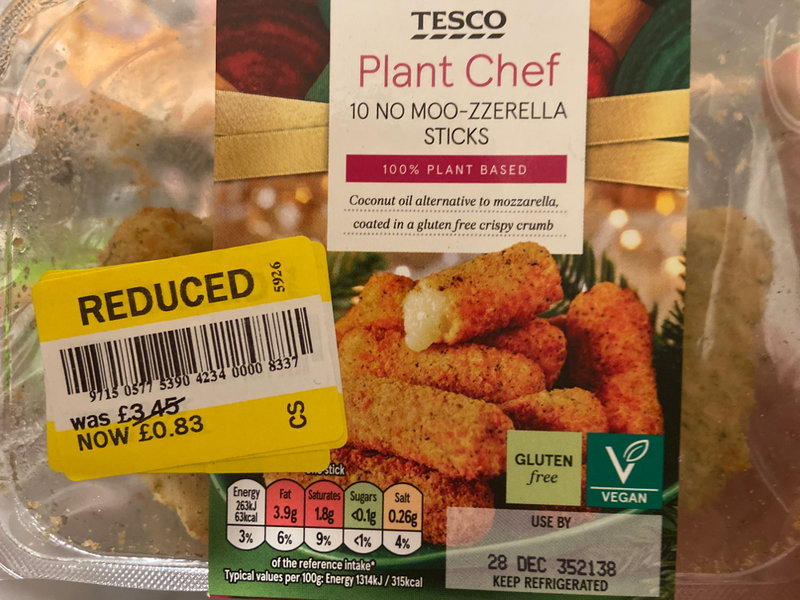 TESCO
Plant Chef
10 NO MOO-ZZERELLA
STICKS
100% PLANT BASED
Coconut oil alternative to mozzarella,
coated in a gluten free crispy crumb
REDUCED
5926
9715 0577 5390 4234 0000 8337
was £3.45
NOW £0.83
CS
GLUTEN
free
V
VEGAN
stick
Energy
263kJ
63kcal
3%
Fat
3.9g
6%
Saturates
1.8g
9%
Sugars
<0.1g
<1%
Salt
0.26g
4%
of the reference intake*
Typical values per 100g: Energy 1314kJ / 315kcal
USE BY
28 DEC 352138
KEEP REFRIGERATED